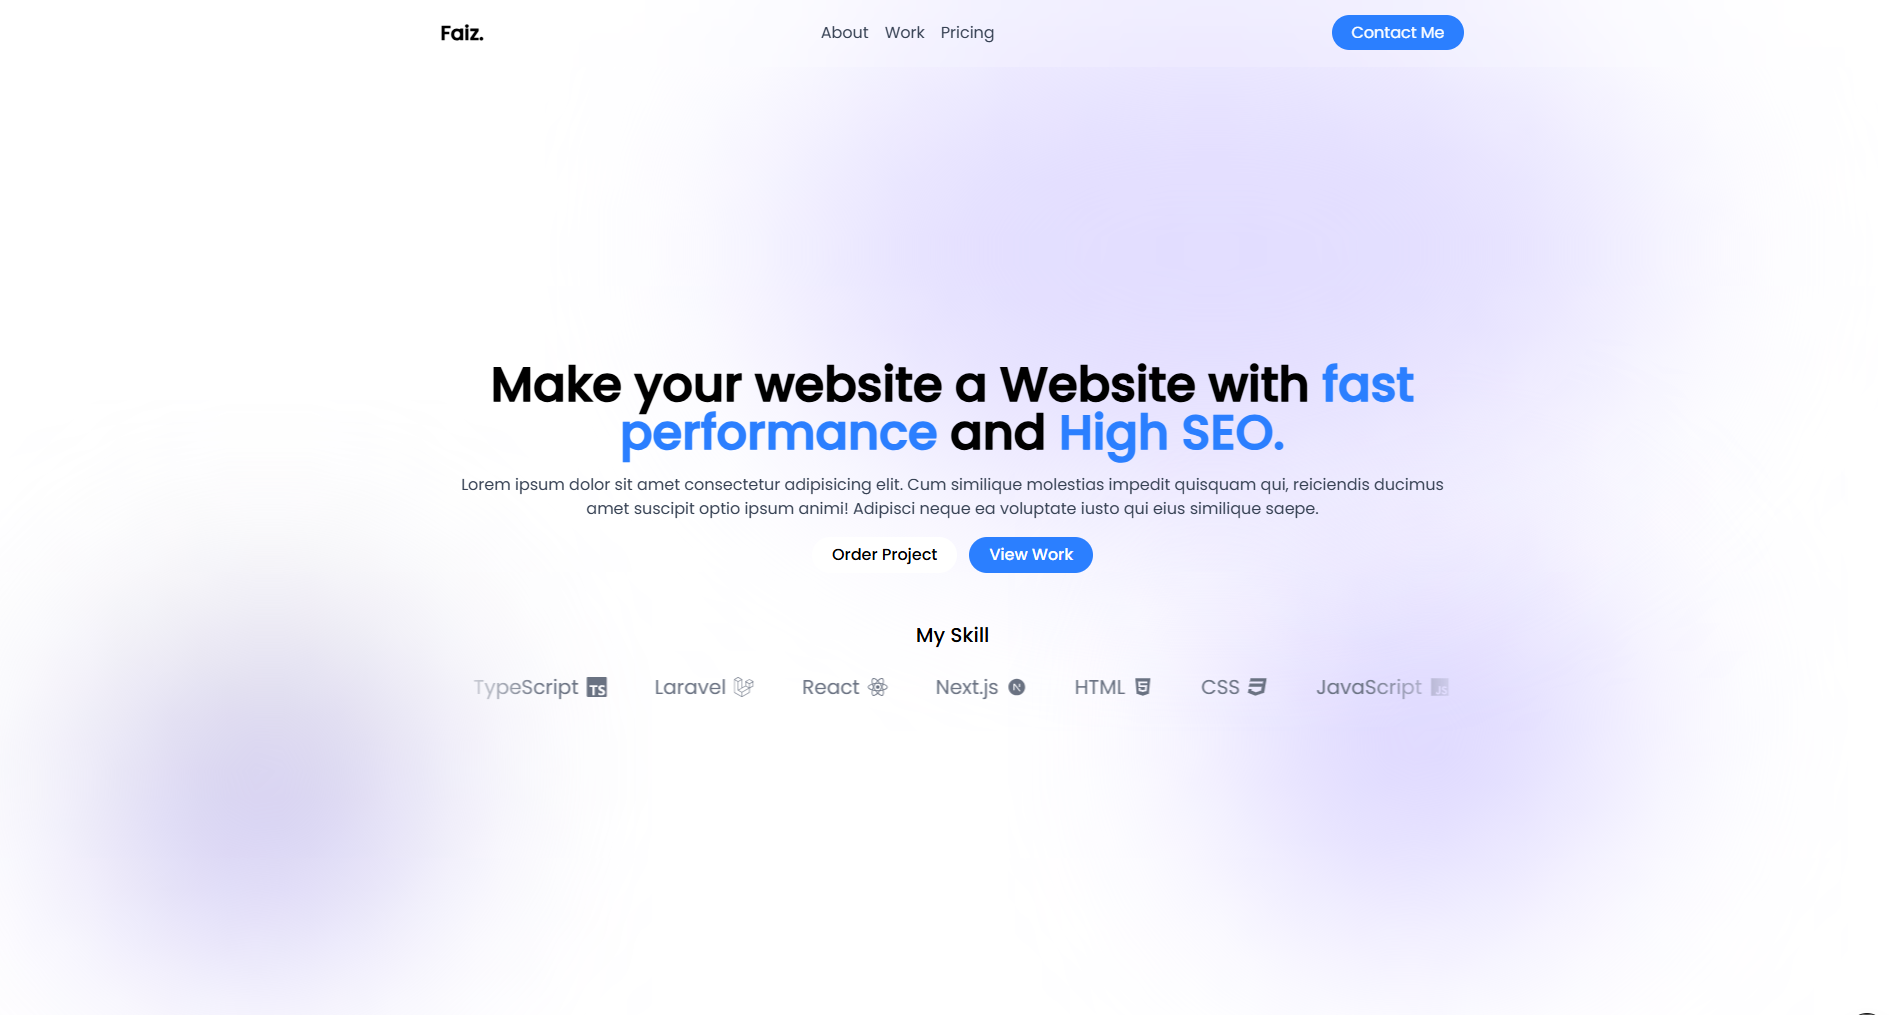 Faiz.
About Work Pricing
Contact Me
Make your website a Website with fast
performance and High SEO.
Lorem ipsum dolor sit amet consectetur adipisicing elit. Cum similique molestias impedit quisquam qui, reiciendis ducimus
amet suscipit optio ipsum animi! Adipisci neque ea voluptate iusto qui eius similique saepe.
Order Project
View Work
My Skill
TypeScript TS Laravel React Next.js N HTML 5 CSS 3 JavaScript JS